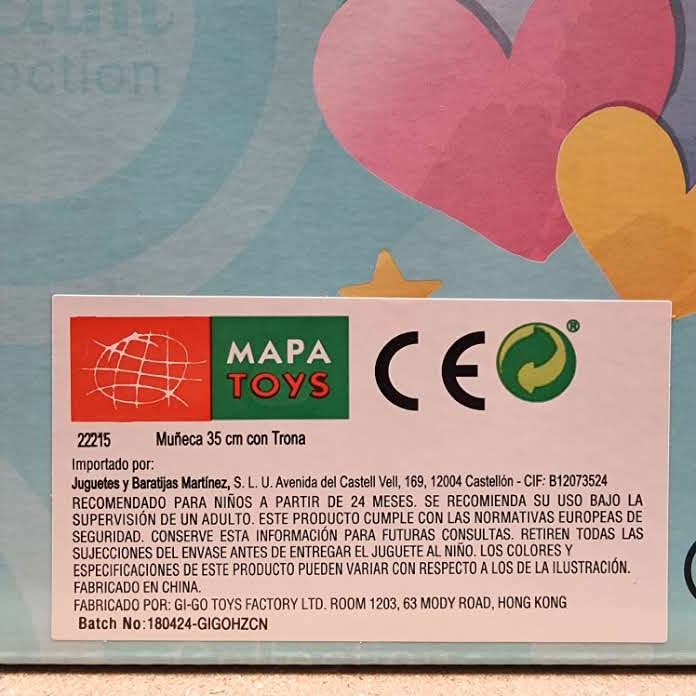 ection
MAPA
TOYS
CE
®
22215 Muñeca 35 cm con Trona
Importado por:
Juguetes y Baratijas Martínez, S. L. U. Avenida del Castell Vell, 169, 12004 Castellón - CIF: B12073524
RECOMENDADO PARA NIÑOS A PARTIR DE 24 MESES. SE RECOMIENDA SU USO BAJO LA
SUPERVISIÓN DE UN ADULTO. ESTE PRODUCTO CUMPLE CON LAS NORMATIVAS EUROPEAS DE
SEGURIDAD. CONSERVE ESTA INFORMACIÓN PARA FUTURAS CONSULTAS. RETIREN TODAS LAS
SUJECCIONES DEL ENVASE ANTES DE ENTREGAR EL JUGUETE AL NIÑO. LOS COLORES Y
ESPECIFICACIONES DE ESTE PRODUCTO PUEDEN VARIAR CON RESPECTO A LOS DE LA ILUSTRACIÓN.
FABRICADO EN CHINA.
FABRICADO POR: GI-GO TOYS FACTORY LTD. ROOM 1203, 63 MODY ROAD, HONG KONG
Batch No:180424-GIGOHZCN